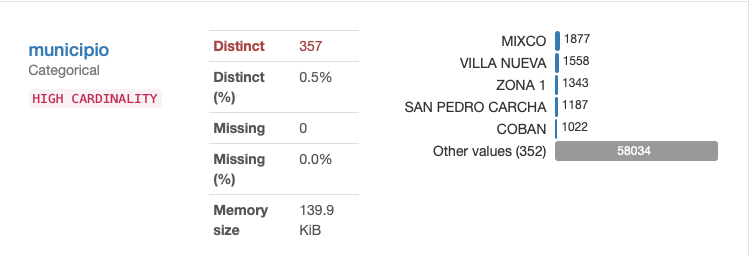 municipio
Categorical
HIGH CARDINALITY
Distinct 357
Distinct 0.5%
(%)
Missing 0
Missing 0.0%
(%)
Memory 139.9
size KiB
MIXCO 1877
VILLA NUEVA 1558
ZONA 1 1343
SAN PEDRO CARCHA 1187
COBAN 1022
Other values (352) 58034